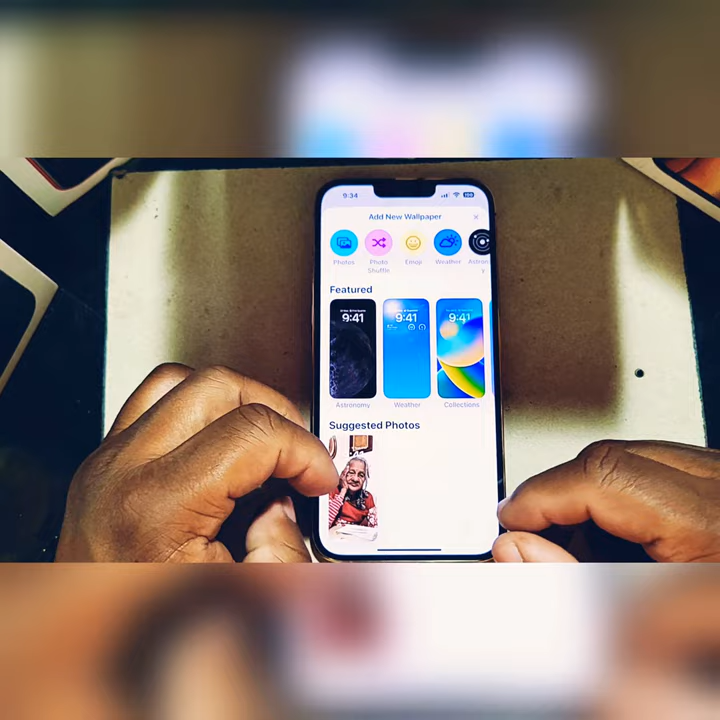 9:34
Add New Wallpaper
Photos
Photo Shuffle
Emoji
Weather
Astronomy
Featured
9:41
9:41
9:41
Astronomy
Weather
Collections
Suggested Photos